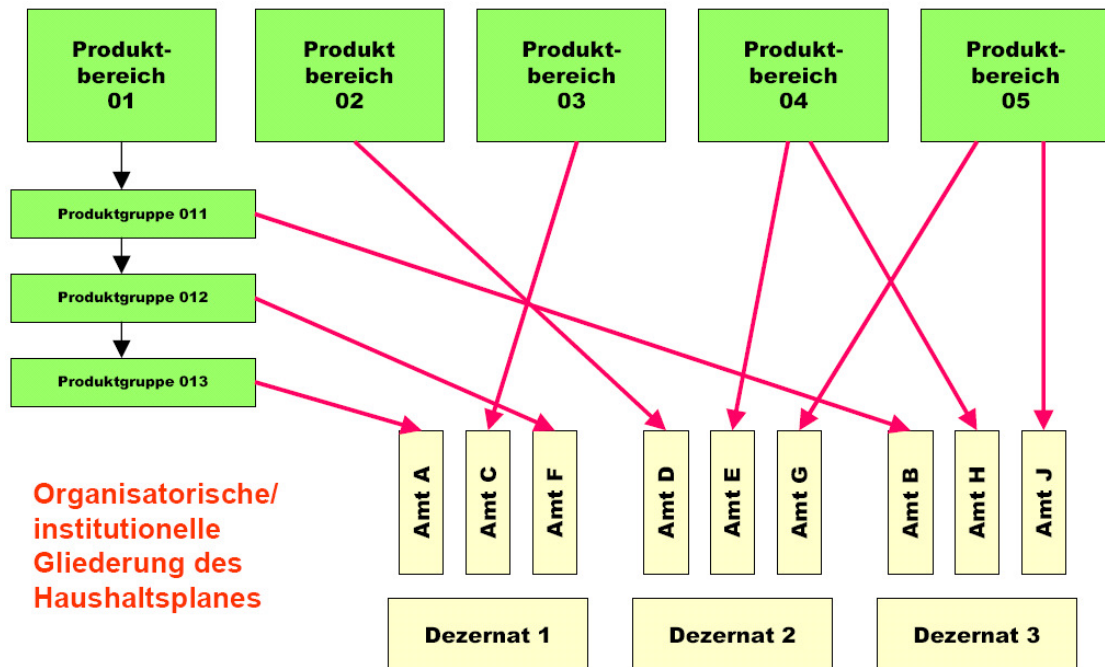 Produkt-
bereich
01
Produkt
bereich
02
Produkt-
bereich
03
Produkt-
bereich
04
Produkt-
bereich
05
Produktgruppe 011
Produktgruppe 012
Produktgruppe 013
Amt A
Amt C
Amt F
Amt D
Amt E
Amt G
Amt B
Amt H
Amt J
Organisatorische/
institutionelle
Gliederung des
Haushaltsplanes
Dezernat 1
Dezernat 2
Dezernat 3